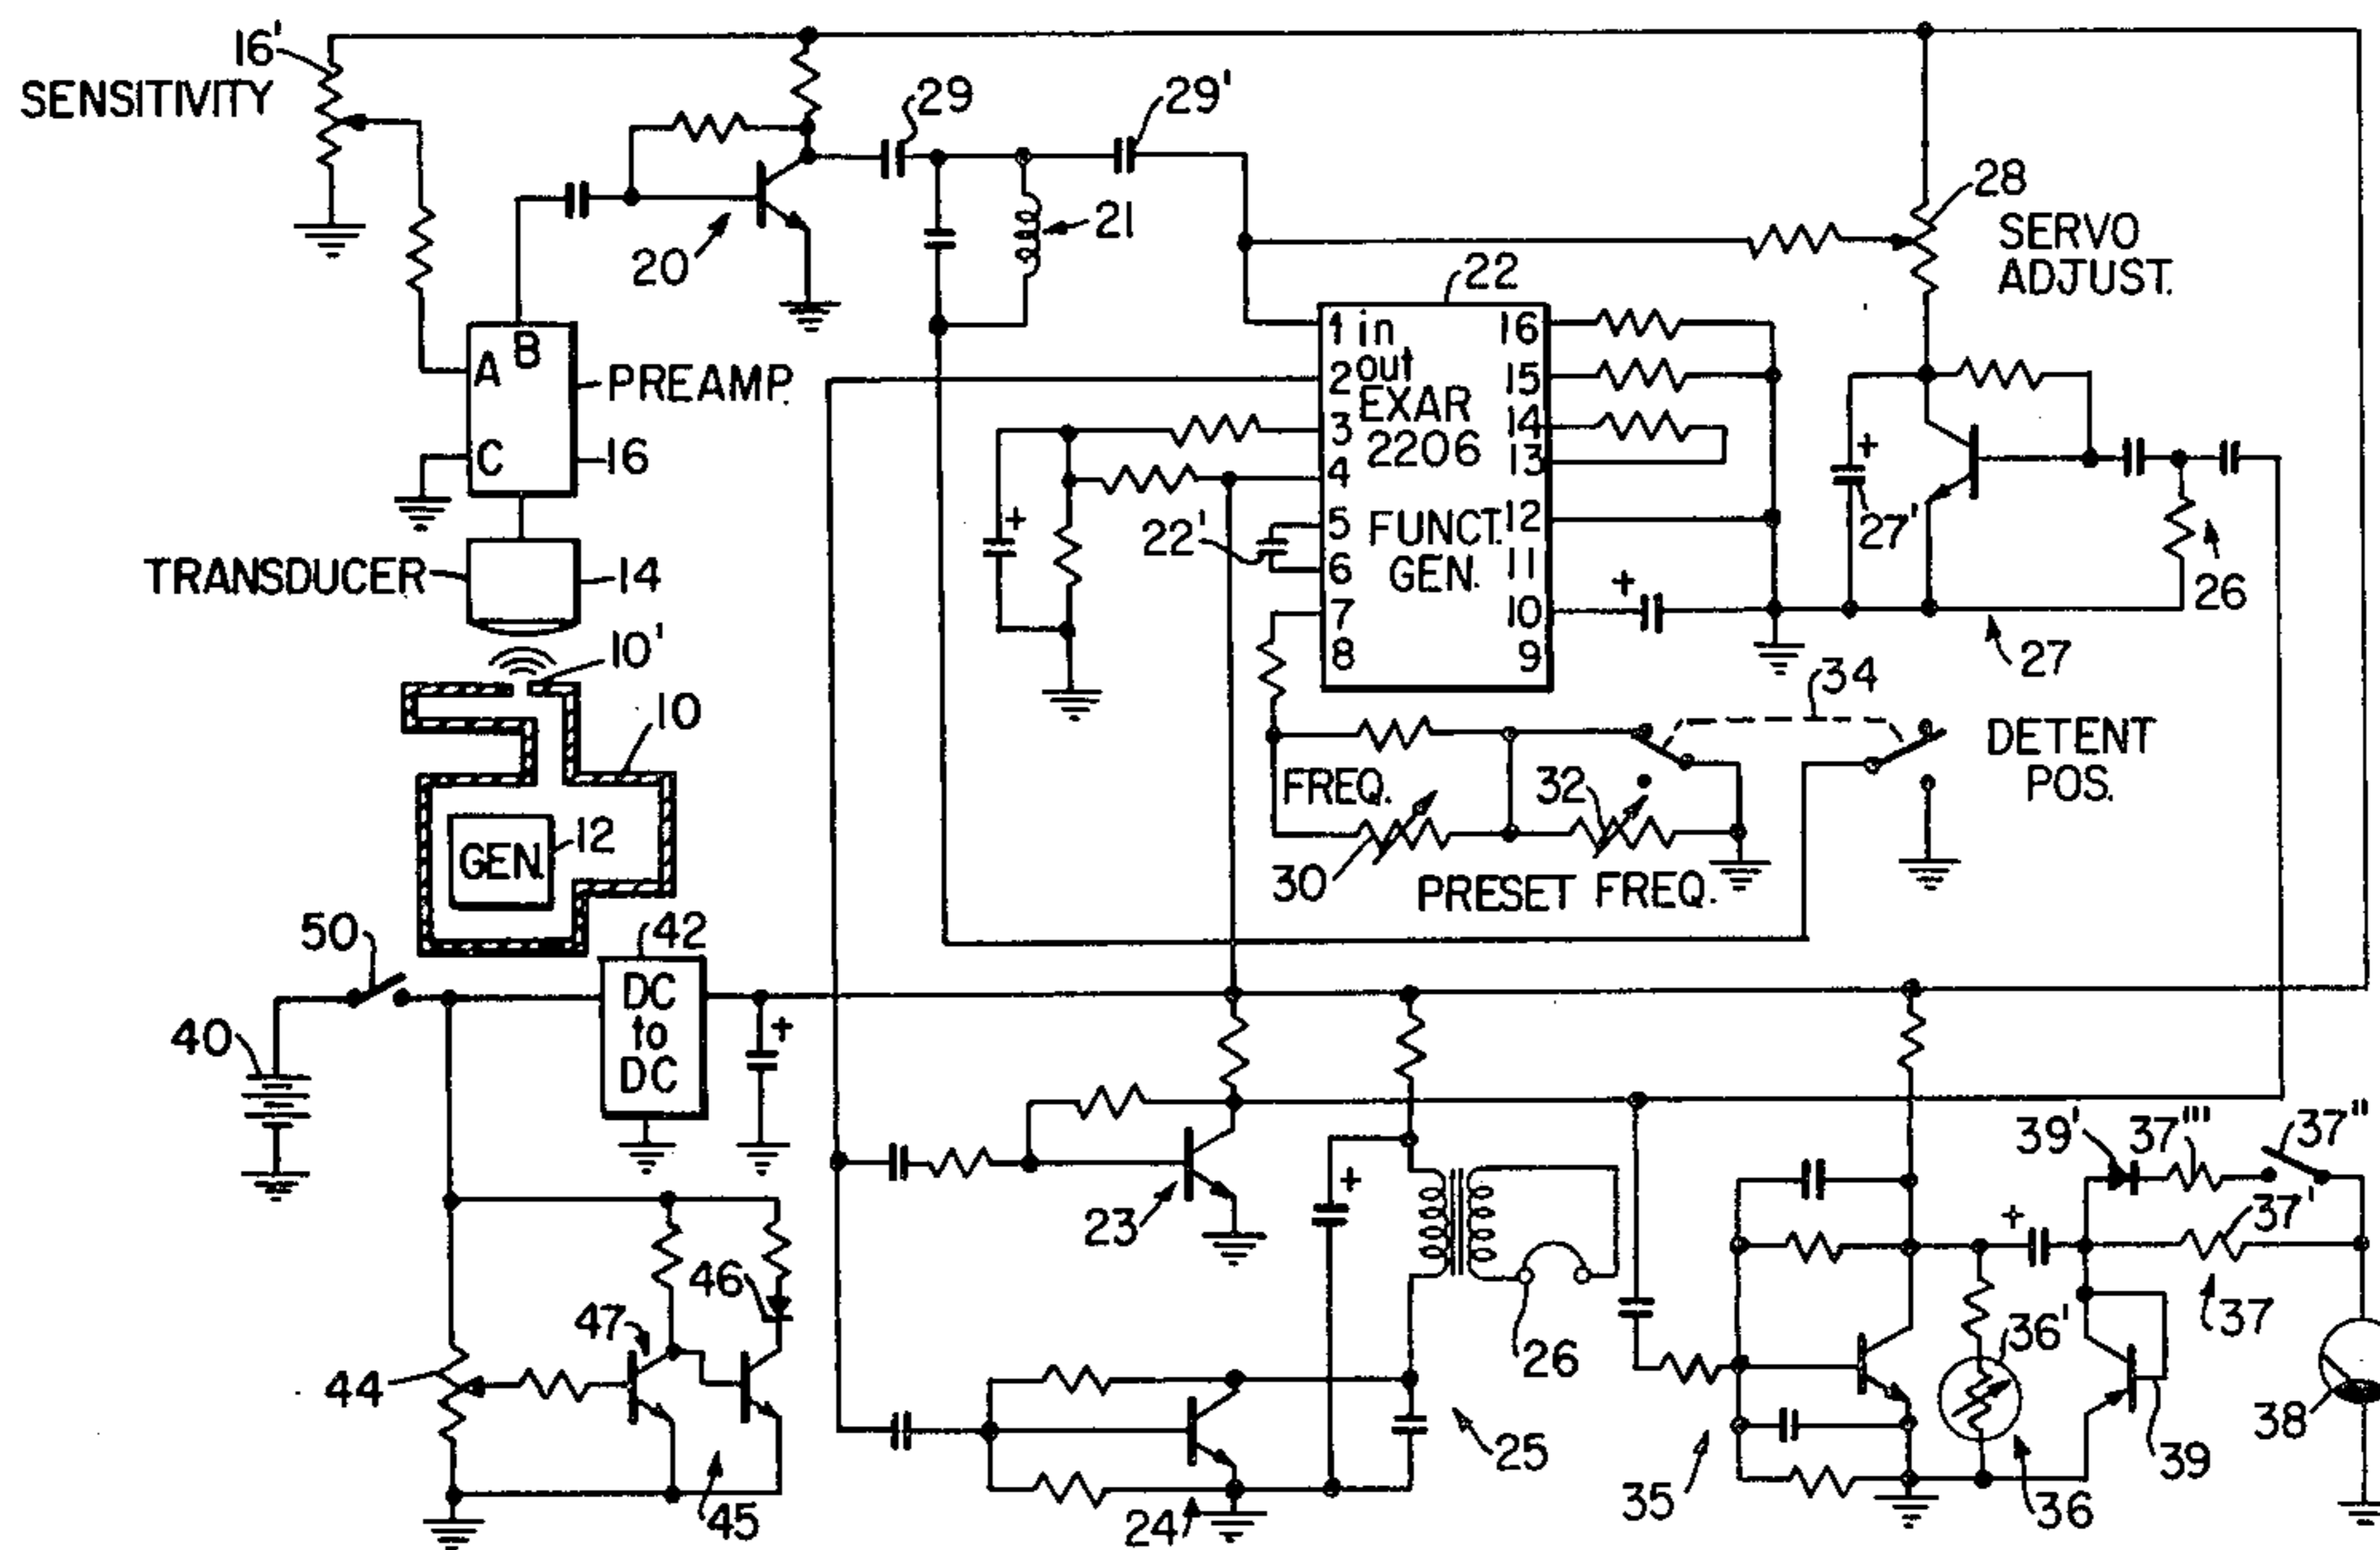 16'
SENSITIVITY
29
29'
28
SERVO
ADJUST.
20
21
22
1 in 16
2 out 15
EXAR
2206
3 14
4 13
5 FUNCT. 12
6 GEN. 11
7 10
8 9
A B
C
PREAMP.
16
22'
+
+
+
27'
26
27
TRANSDUCER
14
10'
10
34
DETENT
POS.
FREQ.
32
30
PRESET FREQ.
GEN.
12
50
42
DC
to
DC
+
40
39'
37'''
37''
+
37'
+
23
46
47
26
36'
37
44
38
25
39
45
24
35
36